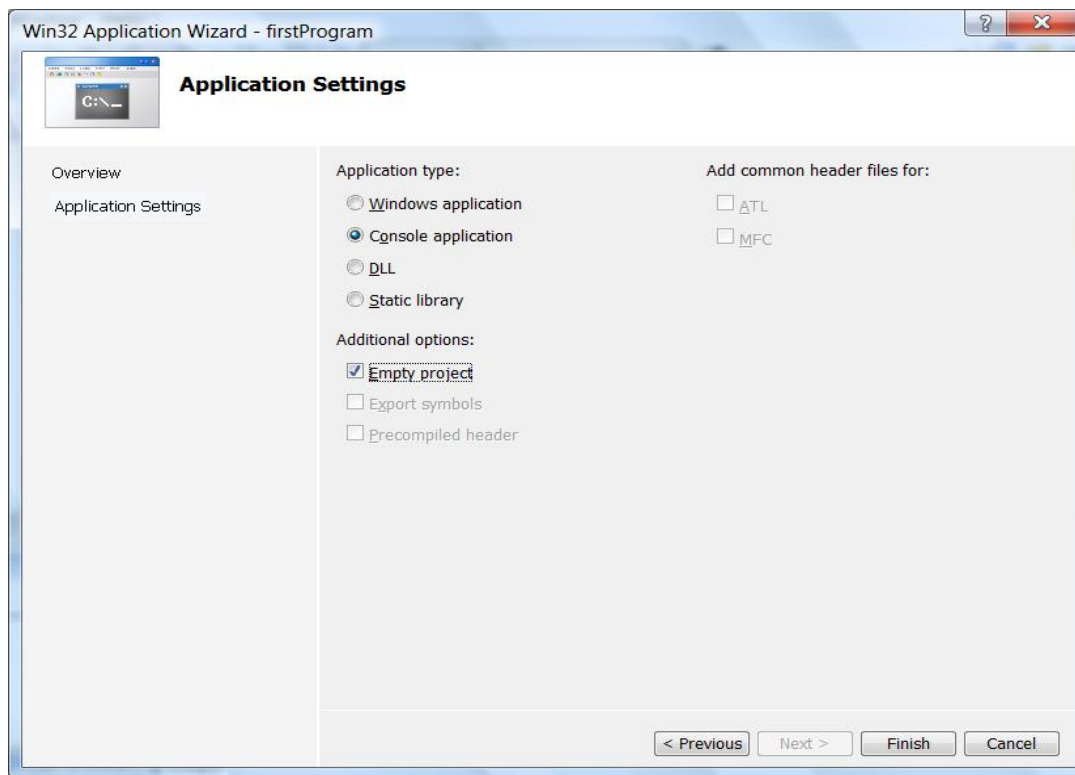 Win32 Application Wizard - firstProgram
C:\_
Application Settings
Overview
Application Settings
Application type:
Windows application
Console application
DLL
Static library
Additional options:
Empty project
Export symbols
Precompiled header
Add common header files for:
ATL
MFC
< Previous
Next >
Finish
Cancel